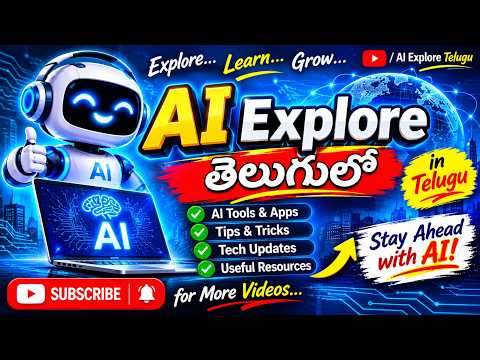 Explore... Learn... Grow...
/ AI Explore Telugu
AI Explore
తెలుగులో
in
Telugu
AI
AI
✓ AI Tools & Apps
✓ Tips & Tricks
✓ Tech Updates
✓ Useful Resources
Stay Ahead
with AI!
SUBSCRIBE
for More Videos...